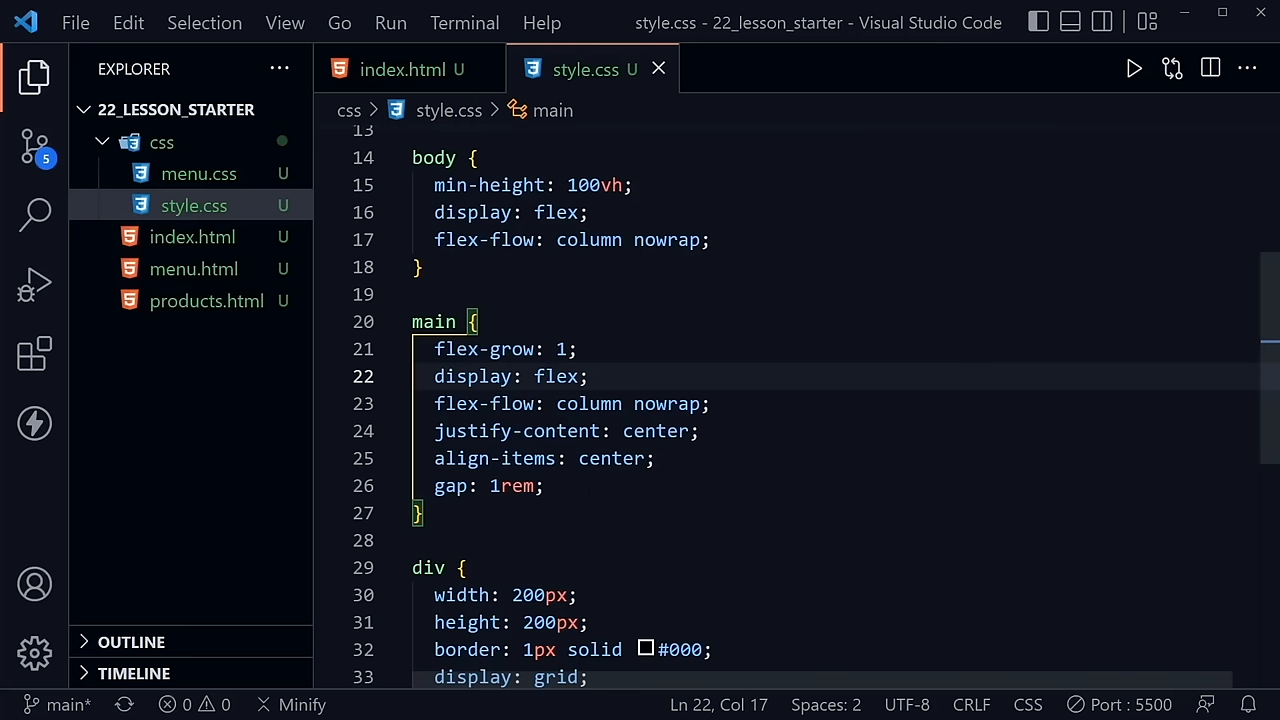 File Edit Selection View Go Run Terminal Help style.css - 22_lesson_starter - Visual Studio Code
EXPLORER
22_LESSON_STARTER
css
menu.css U
style.css U
index.html U
menu.html U
products.html U
OUTLINE
TIMELINE
5
index.html U style.css U
css > style.css > main
13
14 body {
15 min-height: 100vh;
16 display: flex;
17 flex-flow: column nowrap;
18 }
19
20 main {
21 flex-grow: 1;
22 display: flex;
23 flex-flow: column nowrap;
24 justify-content: center;
25 align-items: center;
26 gap: 1rem;
27 }
28
29 div {
30 width: 200px;
31 height: 200px;
32 border: 1px solid #000;
33 display: grid;
main* 0 0 Minify Ln 22, Col 17 Spaces: 2 UTF-8 CRLF CSS Port : 5500